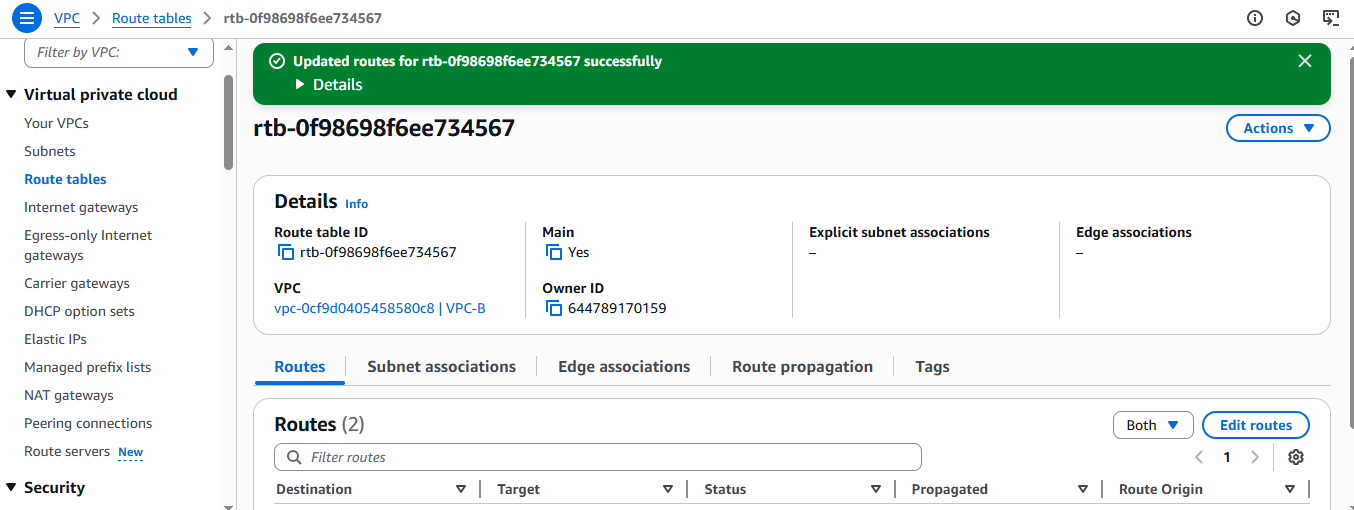 VPC > Route tables > rtb-0f98698f6ee734567
Filter by VPC:
Virtual private cloud
Your VPCs
Subnets
Route tables
Internet gateways
Egress-only Internet
gateways
Carrier gateways
DHCP option sets
Elastic IPs
Managed prefix lists
NAT gateways
Peering connections
Route servers New
Security
Updated routes for rtb-0f98698f6ee734567 successfully
Details
rtb-0f98698f6ee734567
Actions
Details Info
Route table ID
rtb-0f98698f6ee734567
Main
Yes
Explicit subnet associations
–
Edge associations
–
VPC
vpc-0cf9d0405458580c8 | VPC-B
Owner ID
644789170159
Routes Subnet associations Edge associations Route propagation Tags
Routes (2)
Both Edit routes
Filter routes
1
Destination Target Status Propagated Route Origin